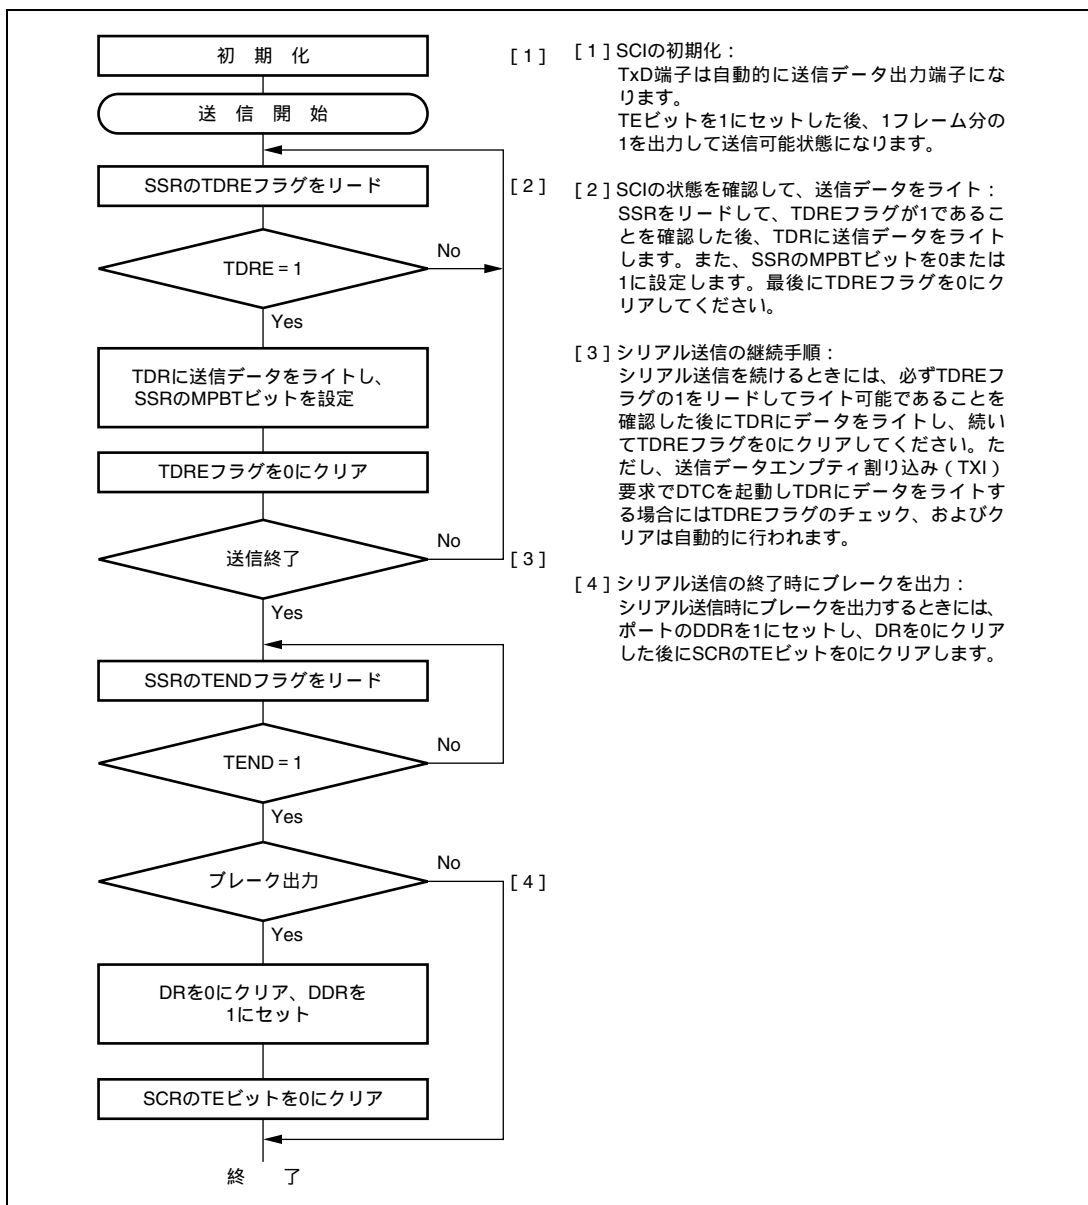 初 期 化
[ 1 ]
送 信 開 始
SSRのTDREフラグをリード
[ 2 ]
TDRE = 1
No
Yes
TDRに送信データをライトし、
SSRのMPBTビットを設定
TDREフラグを0にクリア
送信終了
No
[ 3 ]
Yes
SSRのTENDフラグをリード
TEND = 1
No
Yes
ブレーク出力
No
[ 4 ]
Yes
DRを0にクリア、DDRを
1にセット
SCRのTEビットを0にクリア
終 了
[ 1 ] SCIの初期化：
TxD端子は自動的に送信データ出力端子にな
ります。
TEビットを1にセットした後、1フレーム分の
1を出力して送信可能状態になります。
[ 2 ] SCIの状態を確認して、送信データをライト：
SSRをリードして、TDREフラグが1であるこ
とを確認した後、TDRに送信データをライト
します。また、SSRのMPBTビットを0または
1に設定します。最後にTDREフラグを0にク
リアしてください。
[ 3 ] シリアル送信の継続手順：
シリアル送信を続けるときには、必ずTDREフ
ラグの1をリードしてライト可能であることを
確認した後にTDRにデータをライトし、続い
てTDREフラグを0にクリアしてください。た
だし、送信データエンプティ割り込み（TXI）
要求でDTCを起動しTDRにデータをライトす
る場合にはTDREフラグのチェック、およびク
リアは自動的に行われます。
[ 4 ] シリアル送信の終了時にブレークを出力：
シリアル送信時にブレークを出力するときには、
ポートのDDRを1にセットし、DRを0にクリア
した後にSCRのTEビットを0にクリアします。